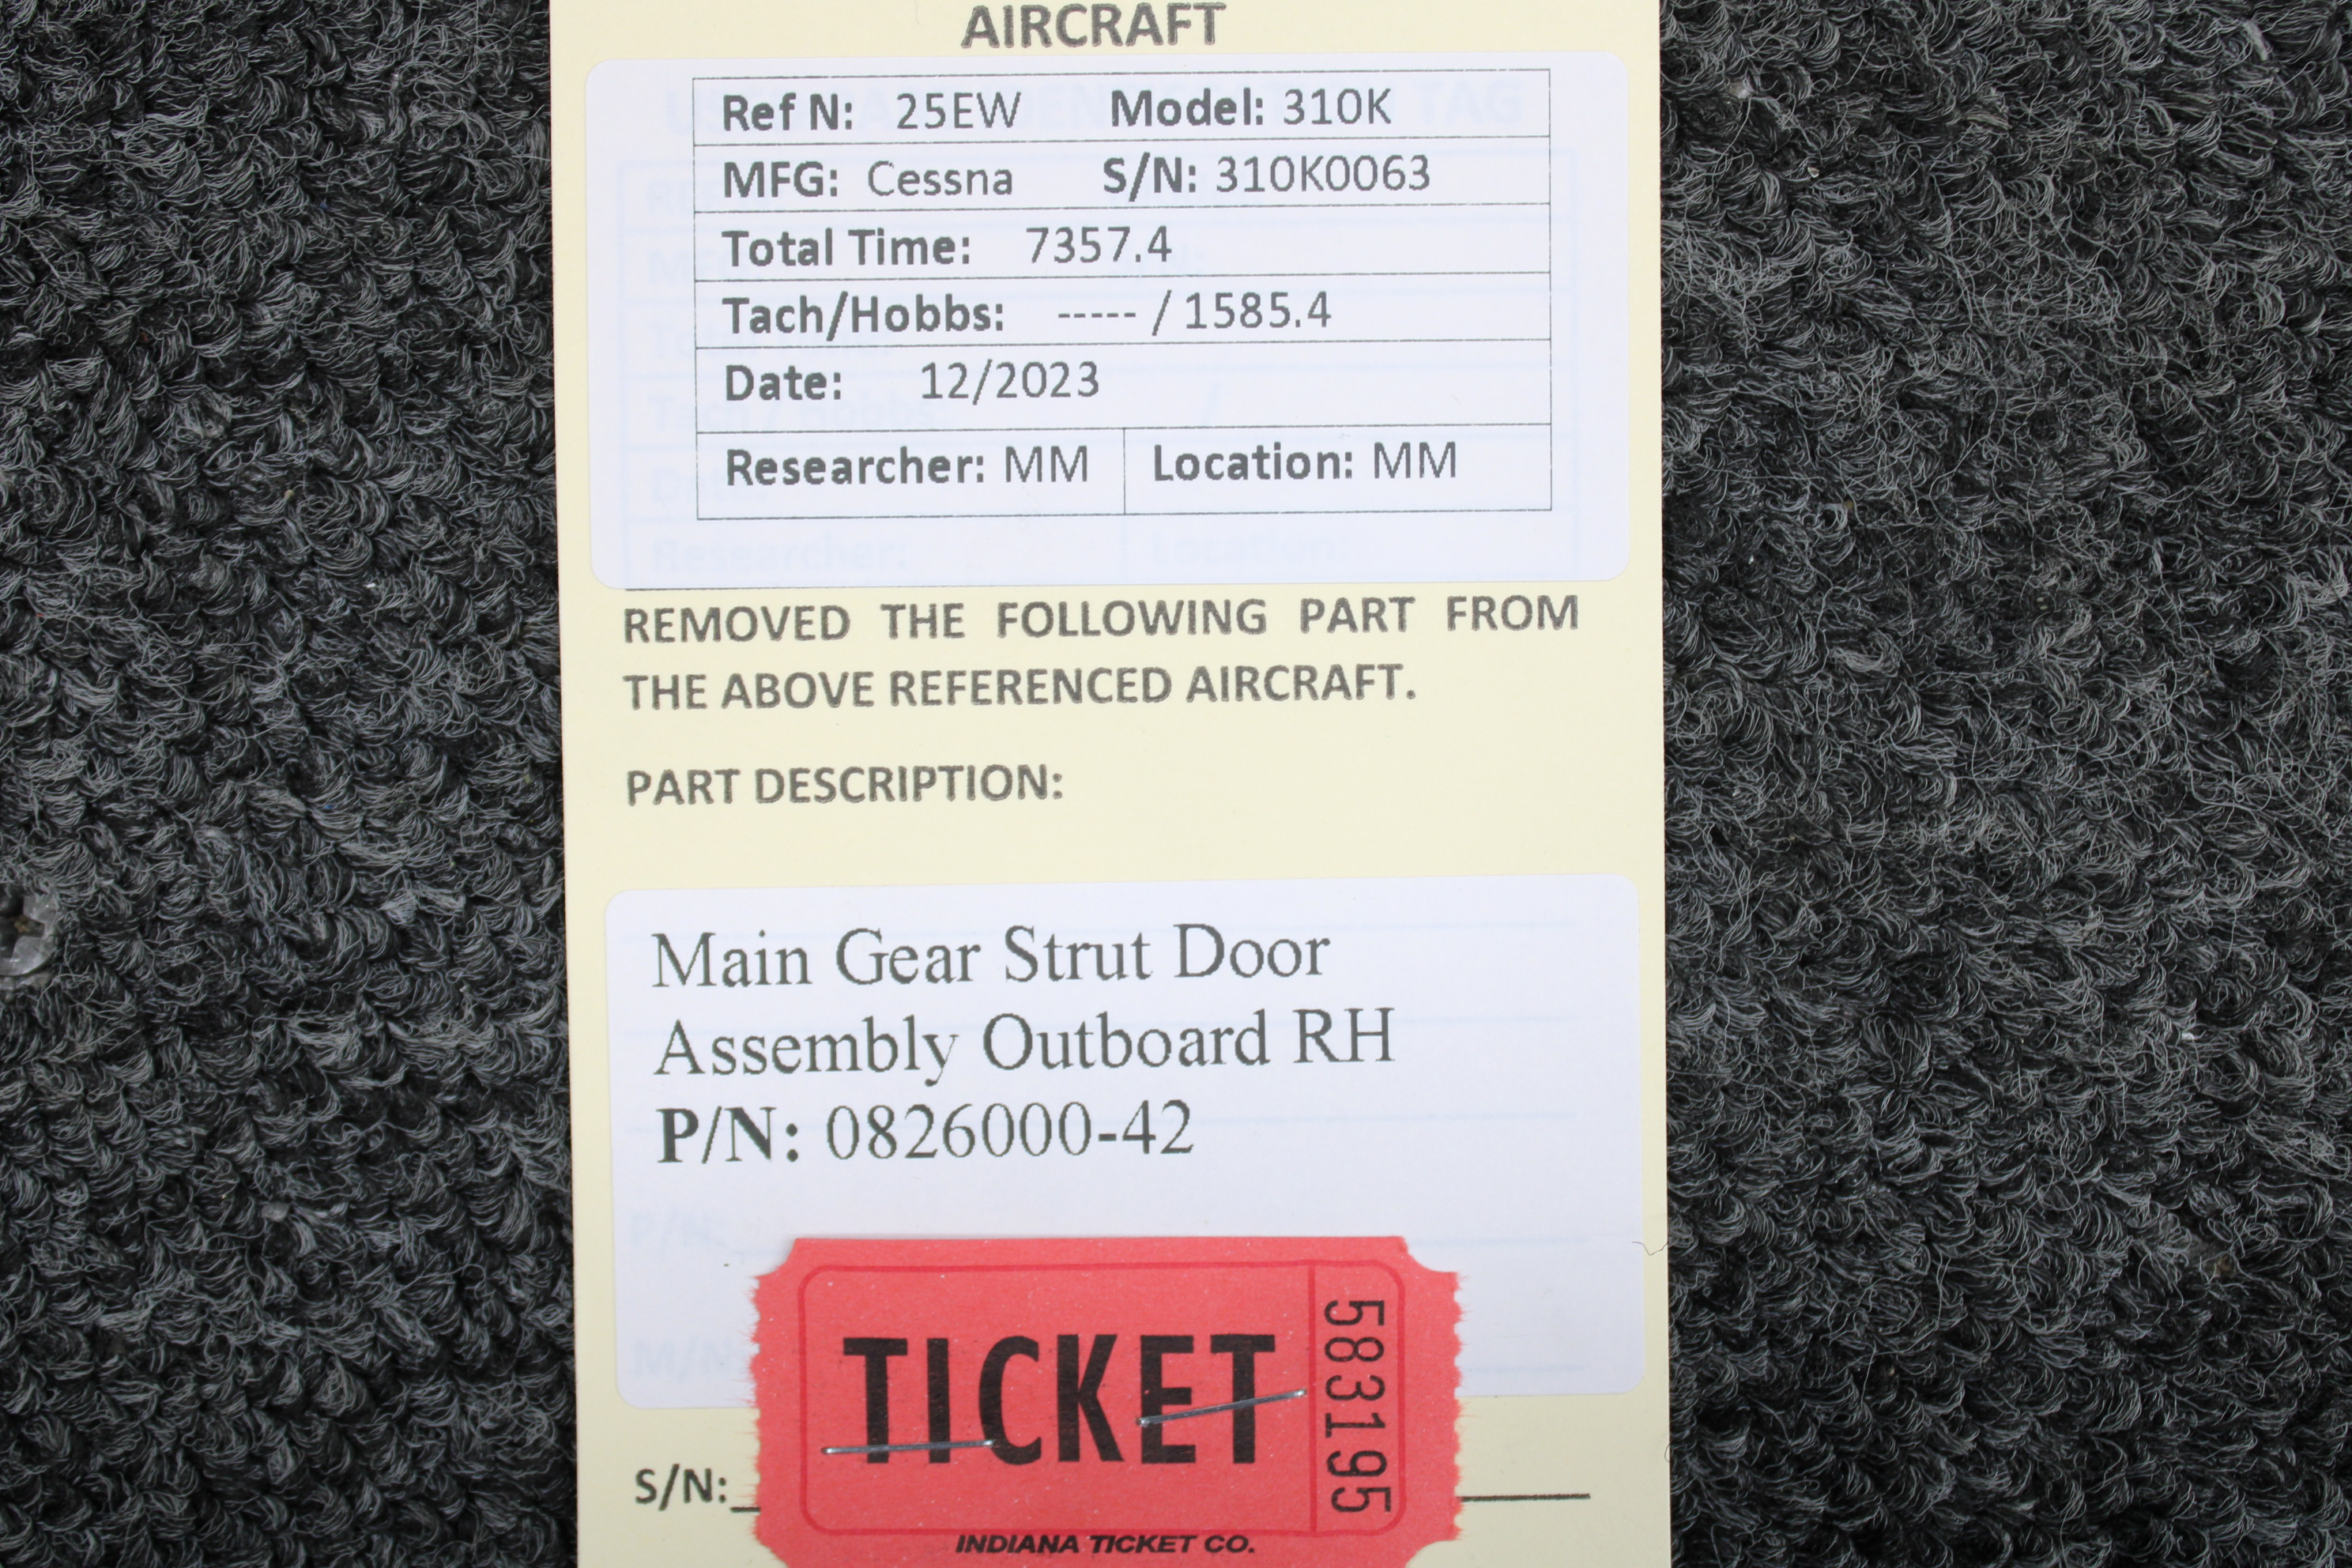 AIRCRAFT
Ref N: 25EW Model: 310K
MFG: Cessna S/N: 310K0063
Total Time: 7357.4
Tach/Hobbs: ----- / 1585.4
Date: 12/2023
Researcher: MM Location: MM
REMOVED THE FOLLOWING PART FROM
THE ABOVE REFERENCED AIRCRAFT.
PART DESCRIPTION:
Main Gear Strut Door
Assembly Outboard RH
P/N: 0826000-42
P/N:
M/N
TICKET
583195
S/N:
INDIANA TICKET CO.